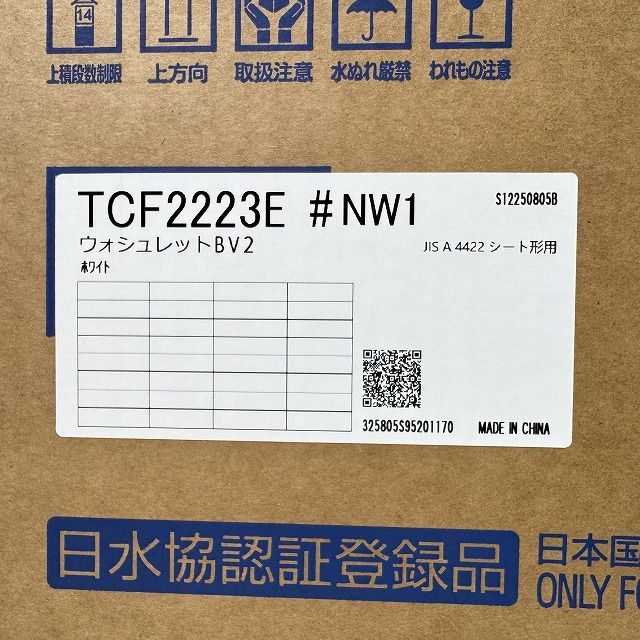 14
上積段数制限 上方向 取扱注意 水ぬれ厳禁 われもの注意
TCF2223E #NW1 S12250805B
ウォシュレットBV2 JIS A 4422 シート形用
ホワイト
325805S95201170 MADE IN CHINA
日水協認証登録品 日本国
ONLY FO